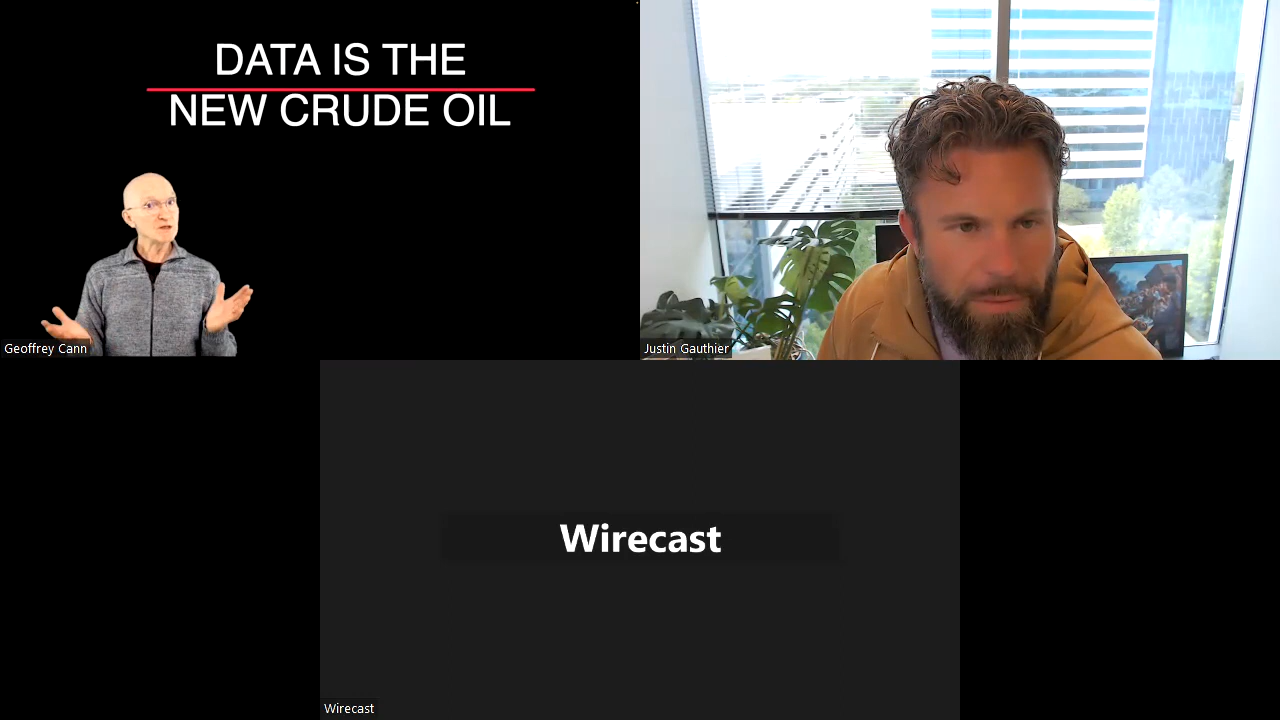 DATA IS THE
NEW CRUDE OIL
Geoffrey Cann
Justin Gauthier
Wirecast
Wirecast